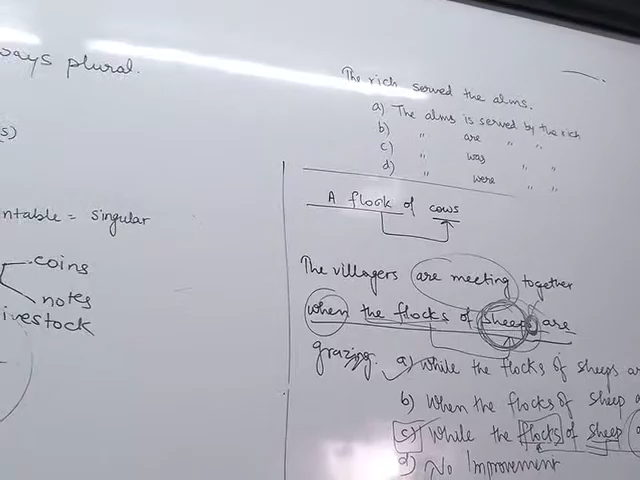 ways plural.
(s)
ntable = singular
coins
notes
ivestock
The rich served the alms.
a) The alms is served by the rich
b) " are " "
c) " was " "
d) " were " "
A flock of cows
The villagers are meeting together
when the flocks of sheeps are
grazing.
a) While the flocks of sheeps ar
b) When the flocks of sheep a
c) While the flocks of sheep a
d) No Improvement